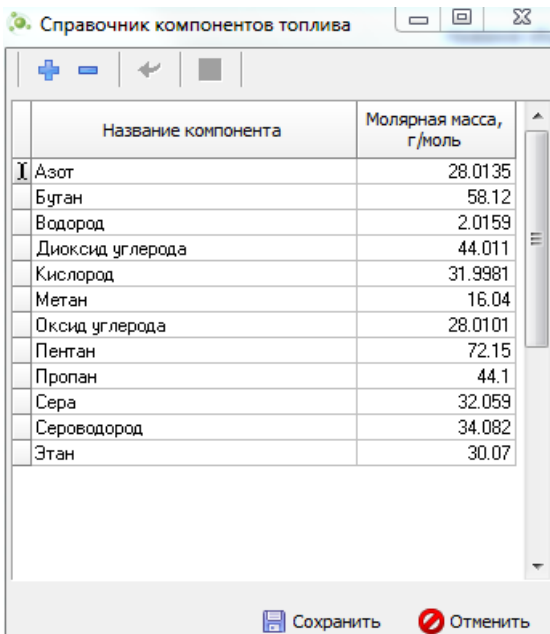 Справочник компонентов топлива
Название компонента
Молярная масса,
г/моль
Азот 28.0135
Бутан 58.12
Водород 2.0159
Диоксид углерода 44.011
Кислород 31.9981
Метан 16.04
Оксид углерода 28.0101
Пентан 72.15
Пропан 44.1
Сера 32.059
Сероводород 34.082
Этан 30.07
Сохранить Отменить